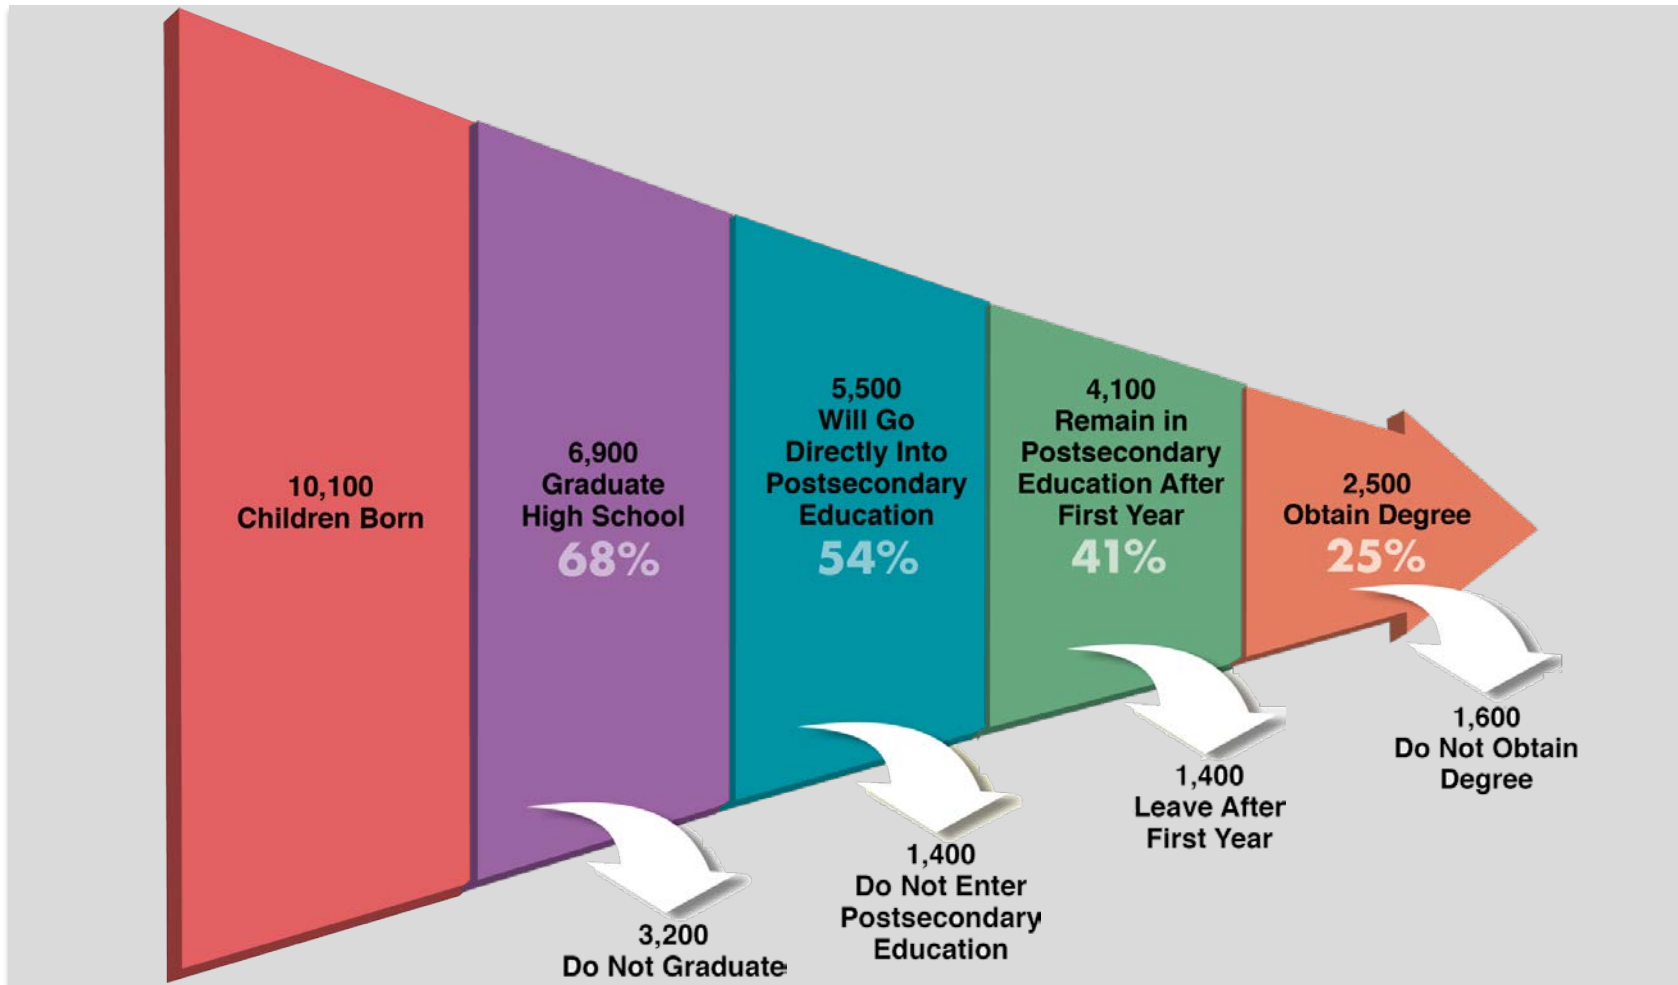 10,100
Children Born
6,900
Graduate
High School
68%
5,500
Will Go
Directly Into
Postsecondary
Education
54%
4,100
Remain in
Postsecondary
Education After
First Year
41%
2,500
Obtain Degree
25%
3,200
Do Not Graduate
1,400
Do Not Enter
Postsecondary
Education
1,400
Leave After
First Year
1,600
Do Not Obtain
Degree